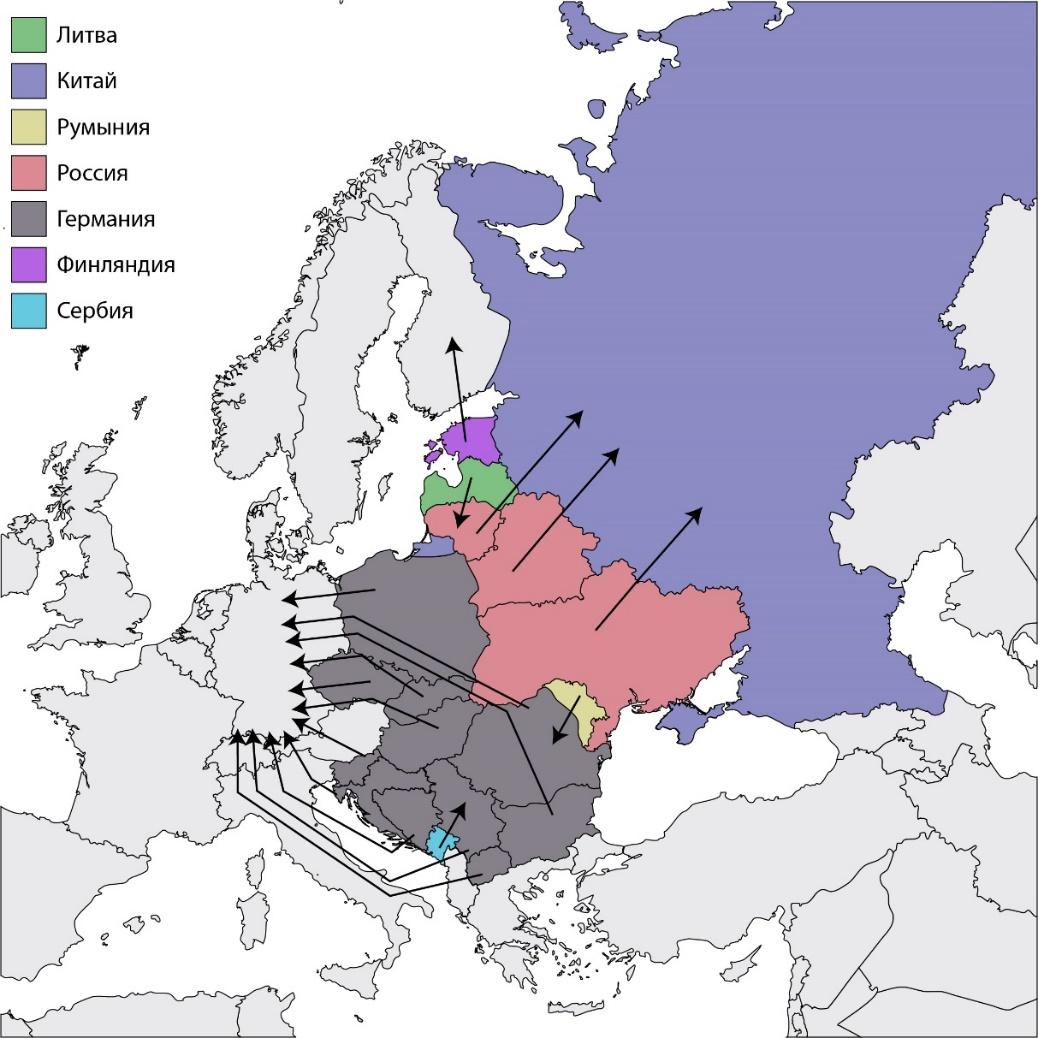 Литва
Китай
Румыния
Россия
Германия
Финляндия
Сербия